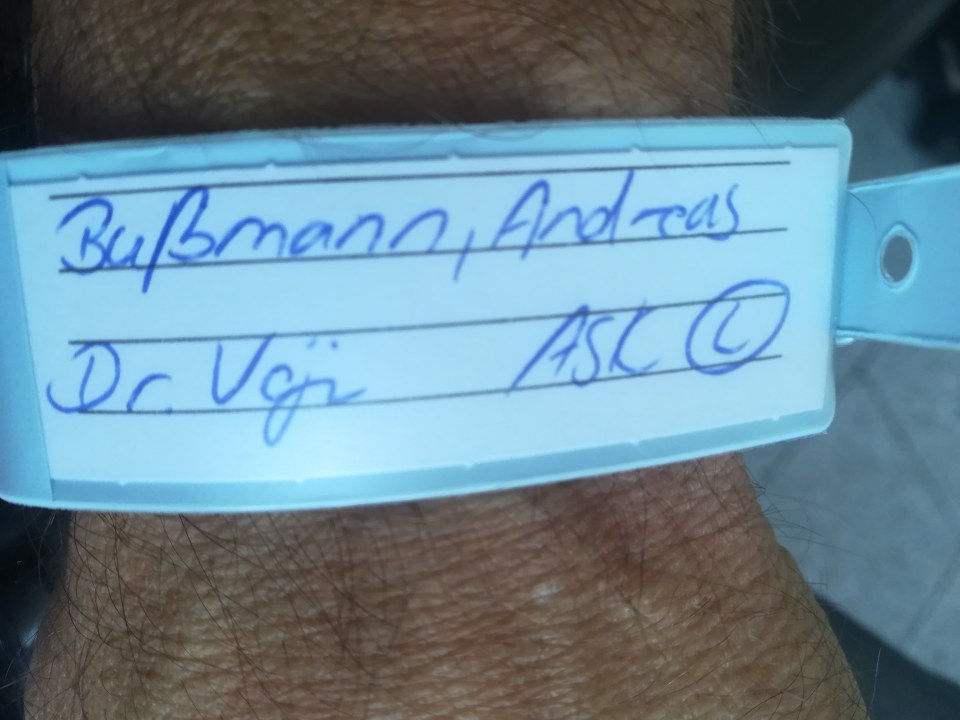 Bußmann, Andreas
Dr. ASK L